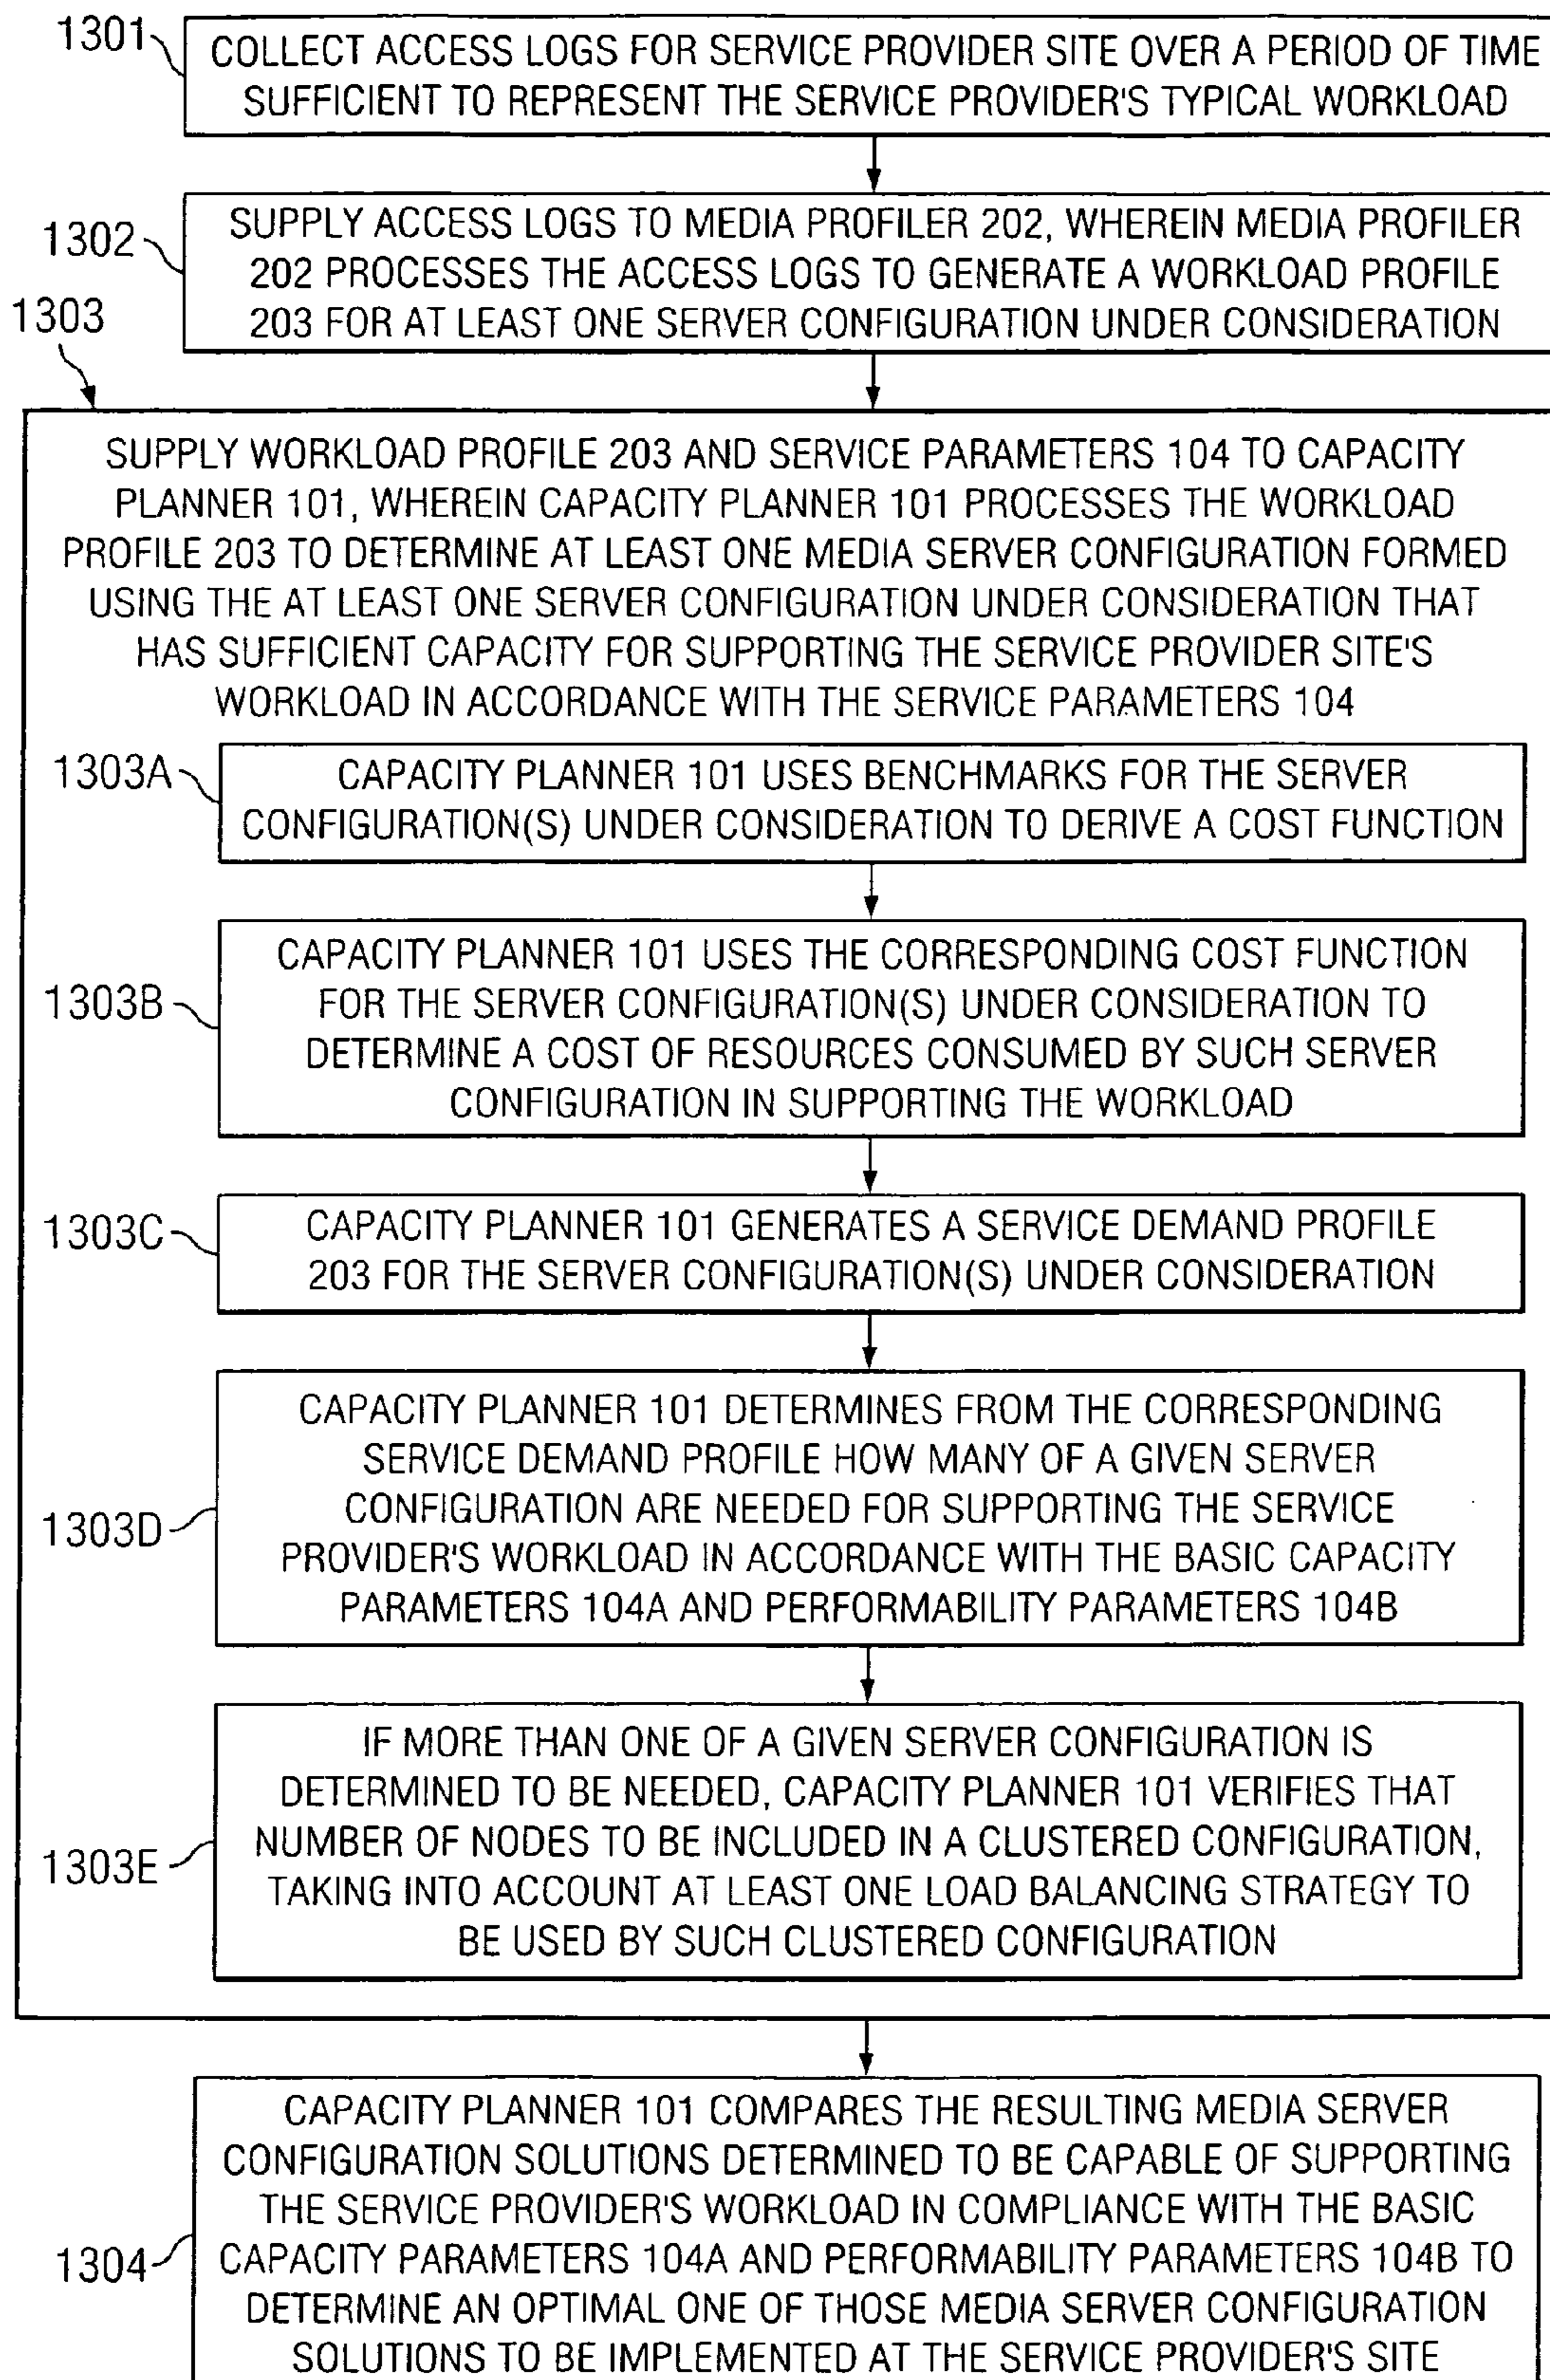 1301
COLLECT ACCESS LOGS FOR SERVICE PROVIDER SITE OVER A PERIOD OF TIME
SUFFICIENT TO REPRESENT THE SERVICE PROVIDER'S TYPICAL WORKLOAD
1302
SUPPLY ACCESS LOGS TO MEDIA PROFILER 202, WHEREIN MEDIA PROFILER
202 PROCESSES THE ACCESS LOGS TO GENERATE A WORKLOAD PROFILE
203 FOR AT LEAST ONE SERVER CONFIGURATION UNDER CONSIDERATION
1303
SUPPLY WORKLOAD PROFILE 203 AND SERVICE PARAMETERS 104 TO CAPACITY
PLANNER 101, WHEREIN CAPACITY PLANNER 101 PROCESSES THE WORKLOAD
PROFILE 203 TO DETERMINE AT LEAST ONE MEDIA SERVER CONFIGURATION FORMED
USING THE AT LEAST ONE SERVER CONFIGURATION UNDER CONSIDERATION THAT
HAS SUFFICIENT CAPACITY FOR SUPPORTING THE SERVICE PROVIDER SITE'S
WORKLOAD IN ACCORDANCE WITH THE SERVICE PARAMETERS 104
1303A
CAPACITY PLANNER 101 USES BENCHMARKS FOR THE SERVER
CONFIGURATION(S) UNDER CONSIDERATION TO DERIVE A COST FUNCTION
1303B
CAPACITY PLANNER 101 USES THE CORRESPONDING COST FUNCTION
FOR THE SERVER CONFIGURATION(S) UNDER CONSIDERATION TO
DETERMINE A COST OF RESOURCES CONSUMED BY SUCH SERVER
CONFIGURATION IN SUPPORTING THE WORKLOAD
1303C
CAPACITY PLANNER 101 GENERATES A SERVICE DEMAND PROFILE
203 FOR THE SERVER CONFIGURATION(S) UNDER CONSIDERATION
1303D
CAPACITY PLANNER 101 DETERMINES FROM THE CORRESPONDING
SERVICE DEMAND PROFILE HOW MANY OF A GIVEN SERVER
CONFIGURATION ARE NEEDED FOR SUPPORTING THE SERVICE
PROVIDER'S WORKLOAD IN ACCORDANCE WITH THE BASIC CAPACITY
PARAMETERS 104A AND PERFORMABILITY PARAMETERS 104B
1303E
IF MORE THAN ONE OF A GIVEN SERVER CONFIGURATION IS
DETERMINED TO BE NEEDED, CAPACITY PLANNER 101 VERIFIES THAT
NUMBER OF NODES TO BE INCLUDED IN A CLUSTERED CONFIGURATION,
TAKING INTO ACCOUNT AT LEAST ONE LOAD BALANCING STRATEGY TO
BE USED BY SUCH CLUSTERED CONFIGURATION
1304
CAPACITY PLANNER 101 COMPARES THE RESULTING MEDIA SERVER
CONFIGURATION SOLUTIONS DETERMINED TO BE CAPABLE OF SUPPORTING
THE SERVICE PROVIDER'S WORKLOAD IN COMPLIANCE WITH THE BASIC
CAPACITY PARAMETERS 104A AND PERFORMABILITY PARAMETERS 104B TO
DETERMINE AN OPTIMAL ONE OF THOSE MEDIA SERVER CONFIGURATION
SOLUTIONS TO BE IMPLEMENTED AT THE SERVICE PROVIDER'S SITE